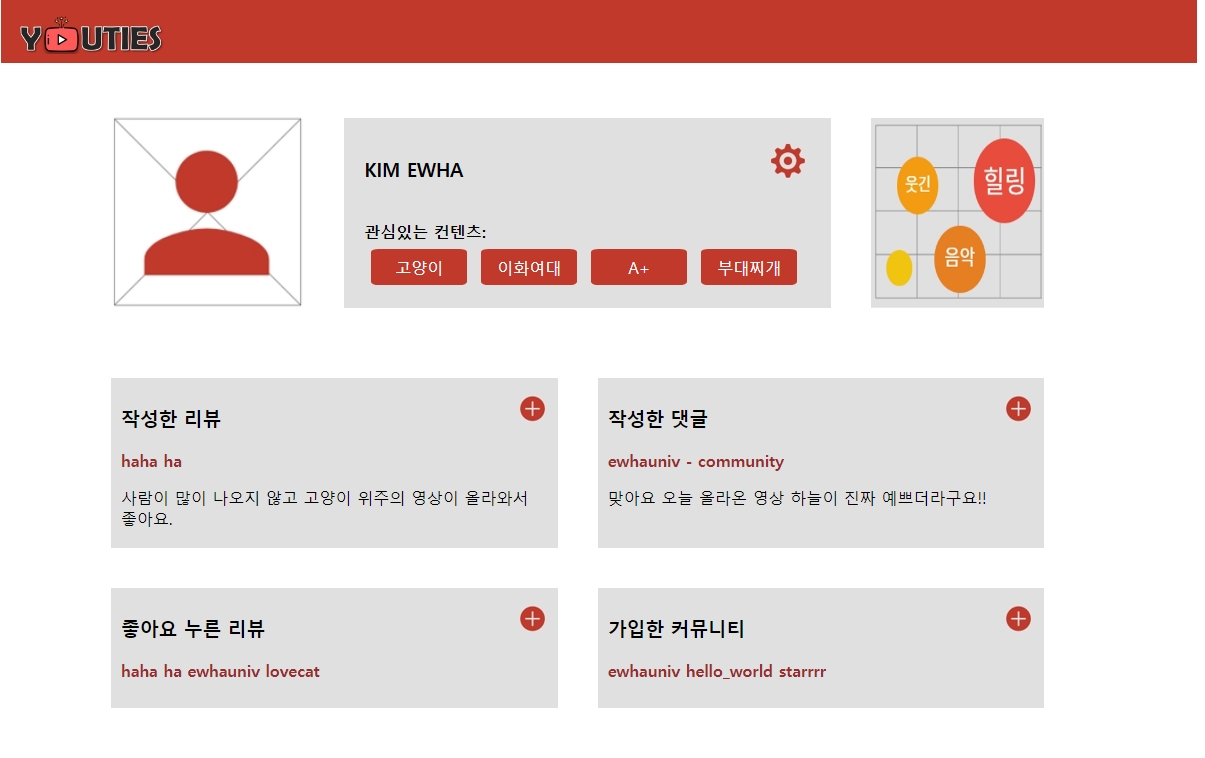 YOUTIES
KIM EWHA
관심있는 컨텐츠:
고양이 이화여대 A+ 부대찌개
웃긴
힐링
음악
작성한 리뷰
haha ha
사람이 많이 나오지 않고 고양이 위주의 영상이 올라와서
좋아요.
작성한 댓글
ewhauniv - community
맞아요 오늘 올라온 영상 하늘이 진짜 예쁘더라구요!!
좋아요 누른 리뷰
haha ha ewhauniv lovecat
가입한 커뮤니티
ewhauniv hello_world starrrr